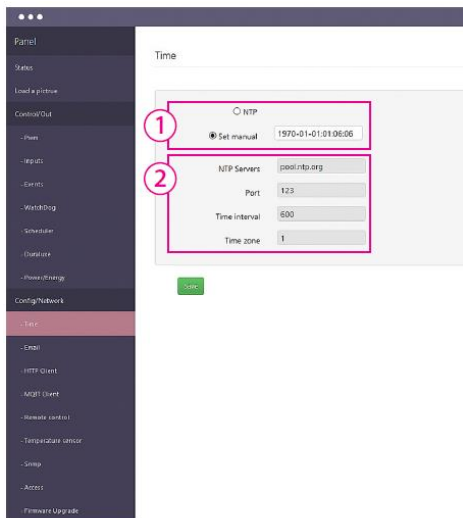 Panel
Status
Load a picture
Control/Out
- Pwm
- Inputs
- Events
- WatchDog
- Scheduler
- Database
- Power/Energy
Config/Network
- Time
- Email
- HTTP Client
- MQTT Client
- Remote control
- Temperature sensor
- Snmp
- Access
- Firmware Upgrade
Time
1
NTP
Set manual 1970-01-01:01:06:06
2
NTP Servers pool.ntp.org
Port 123
Time interval 600
Time zone 1
Save